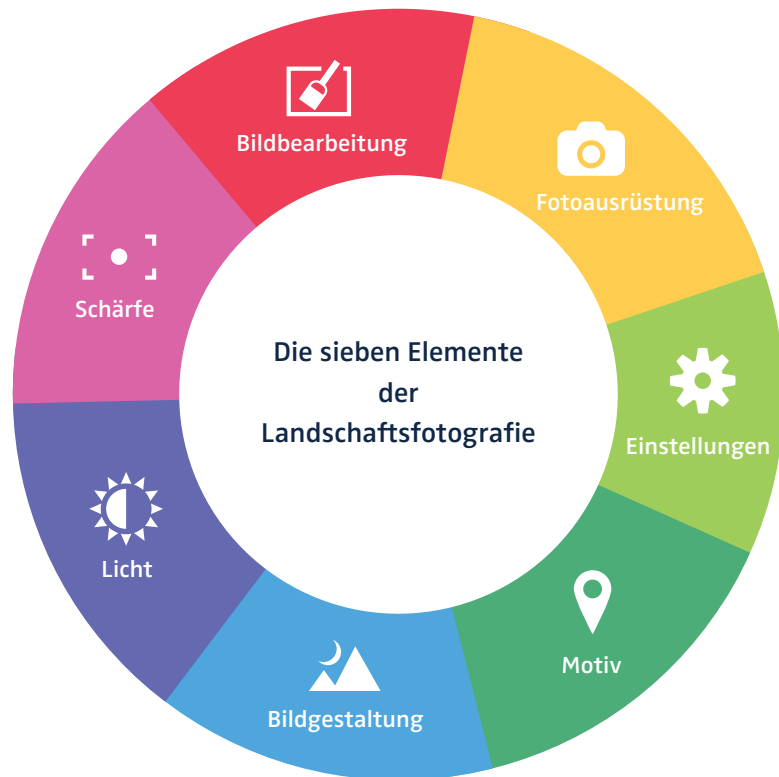 Bildbearbeitung
Fotoausrüstung
Schärfe
Die sieben Elemente
der
Landschaftsfotografie
Einstellungen
Licht
Motiv
Bildgestaltung